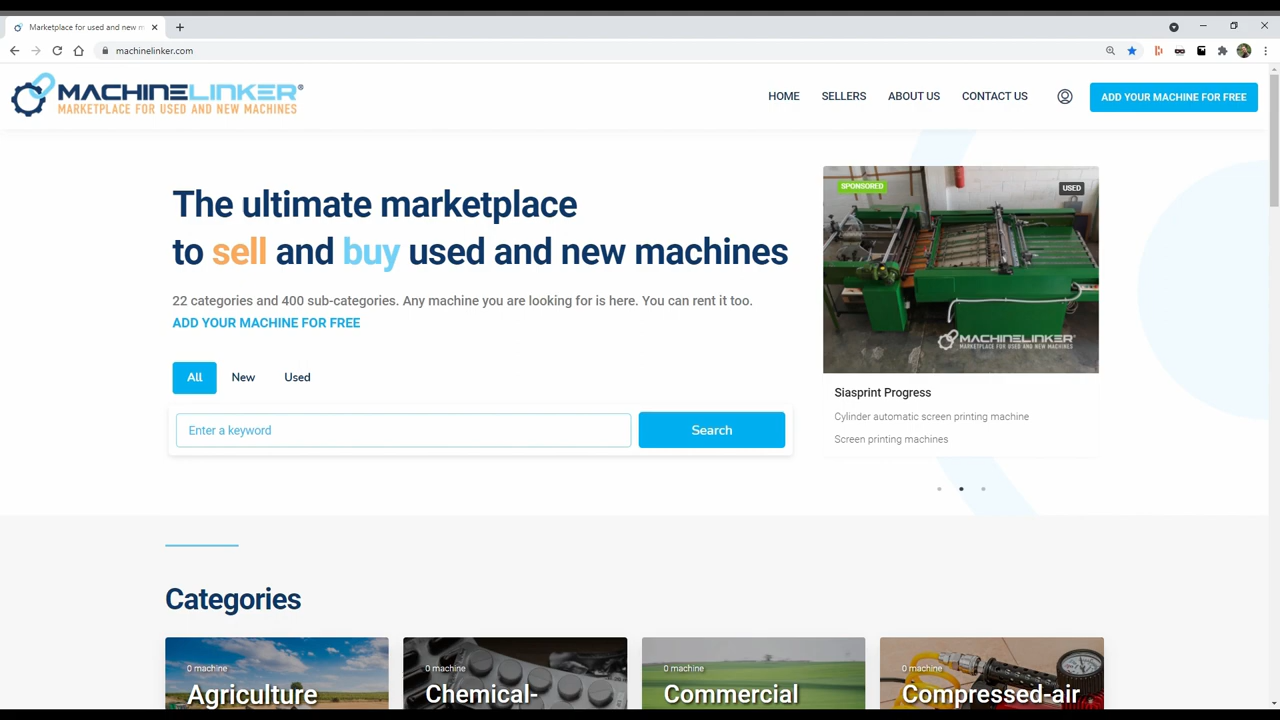 Marketplace for used and new m
machinelinker.com
MACHINELINKER®
MARKETPLACE FOR USED AND NEW MACHINES
HOME
SELLERS
ABOUT US
CONTACT US
ADD YOUR MACHINE FOR FREE
The ultimate marketplace
to sell and buy used and new machines
22 categories and 400 sub-categories. Any machine you are looking for is here. You can rent it too.
ADD YOUR MACHINE FOR FREE
All
New
Used
Enter a keyword
Search
SPONSORED
USED
MACHINELINKER®
MARKETPLACE FOR USED AND NEW MACHINES
Siasprint Progress
Cylinder automatic screen printing machine
Screen printing machines
Categories
0 machine
Agriculture
0 machine
Chemical-
0 machine
Commercial
0 machine
Compressed-air